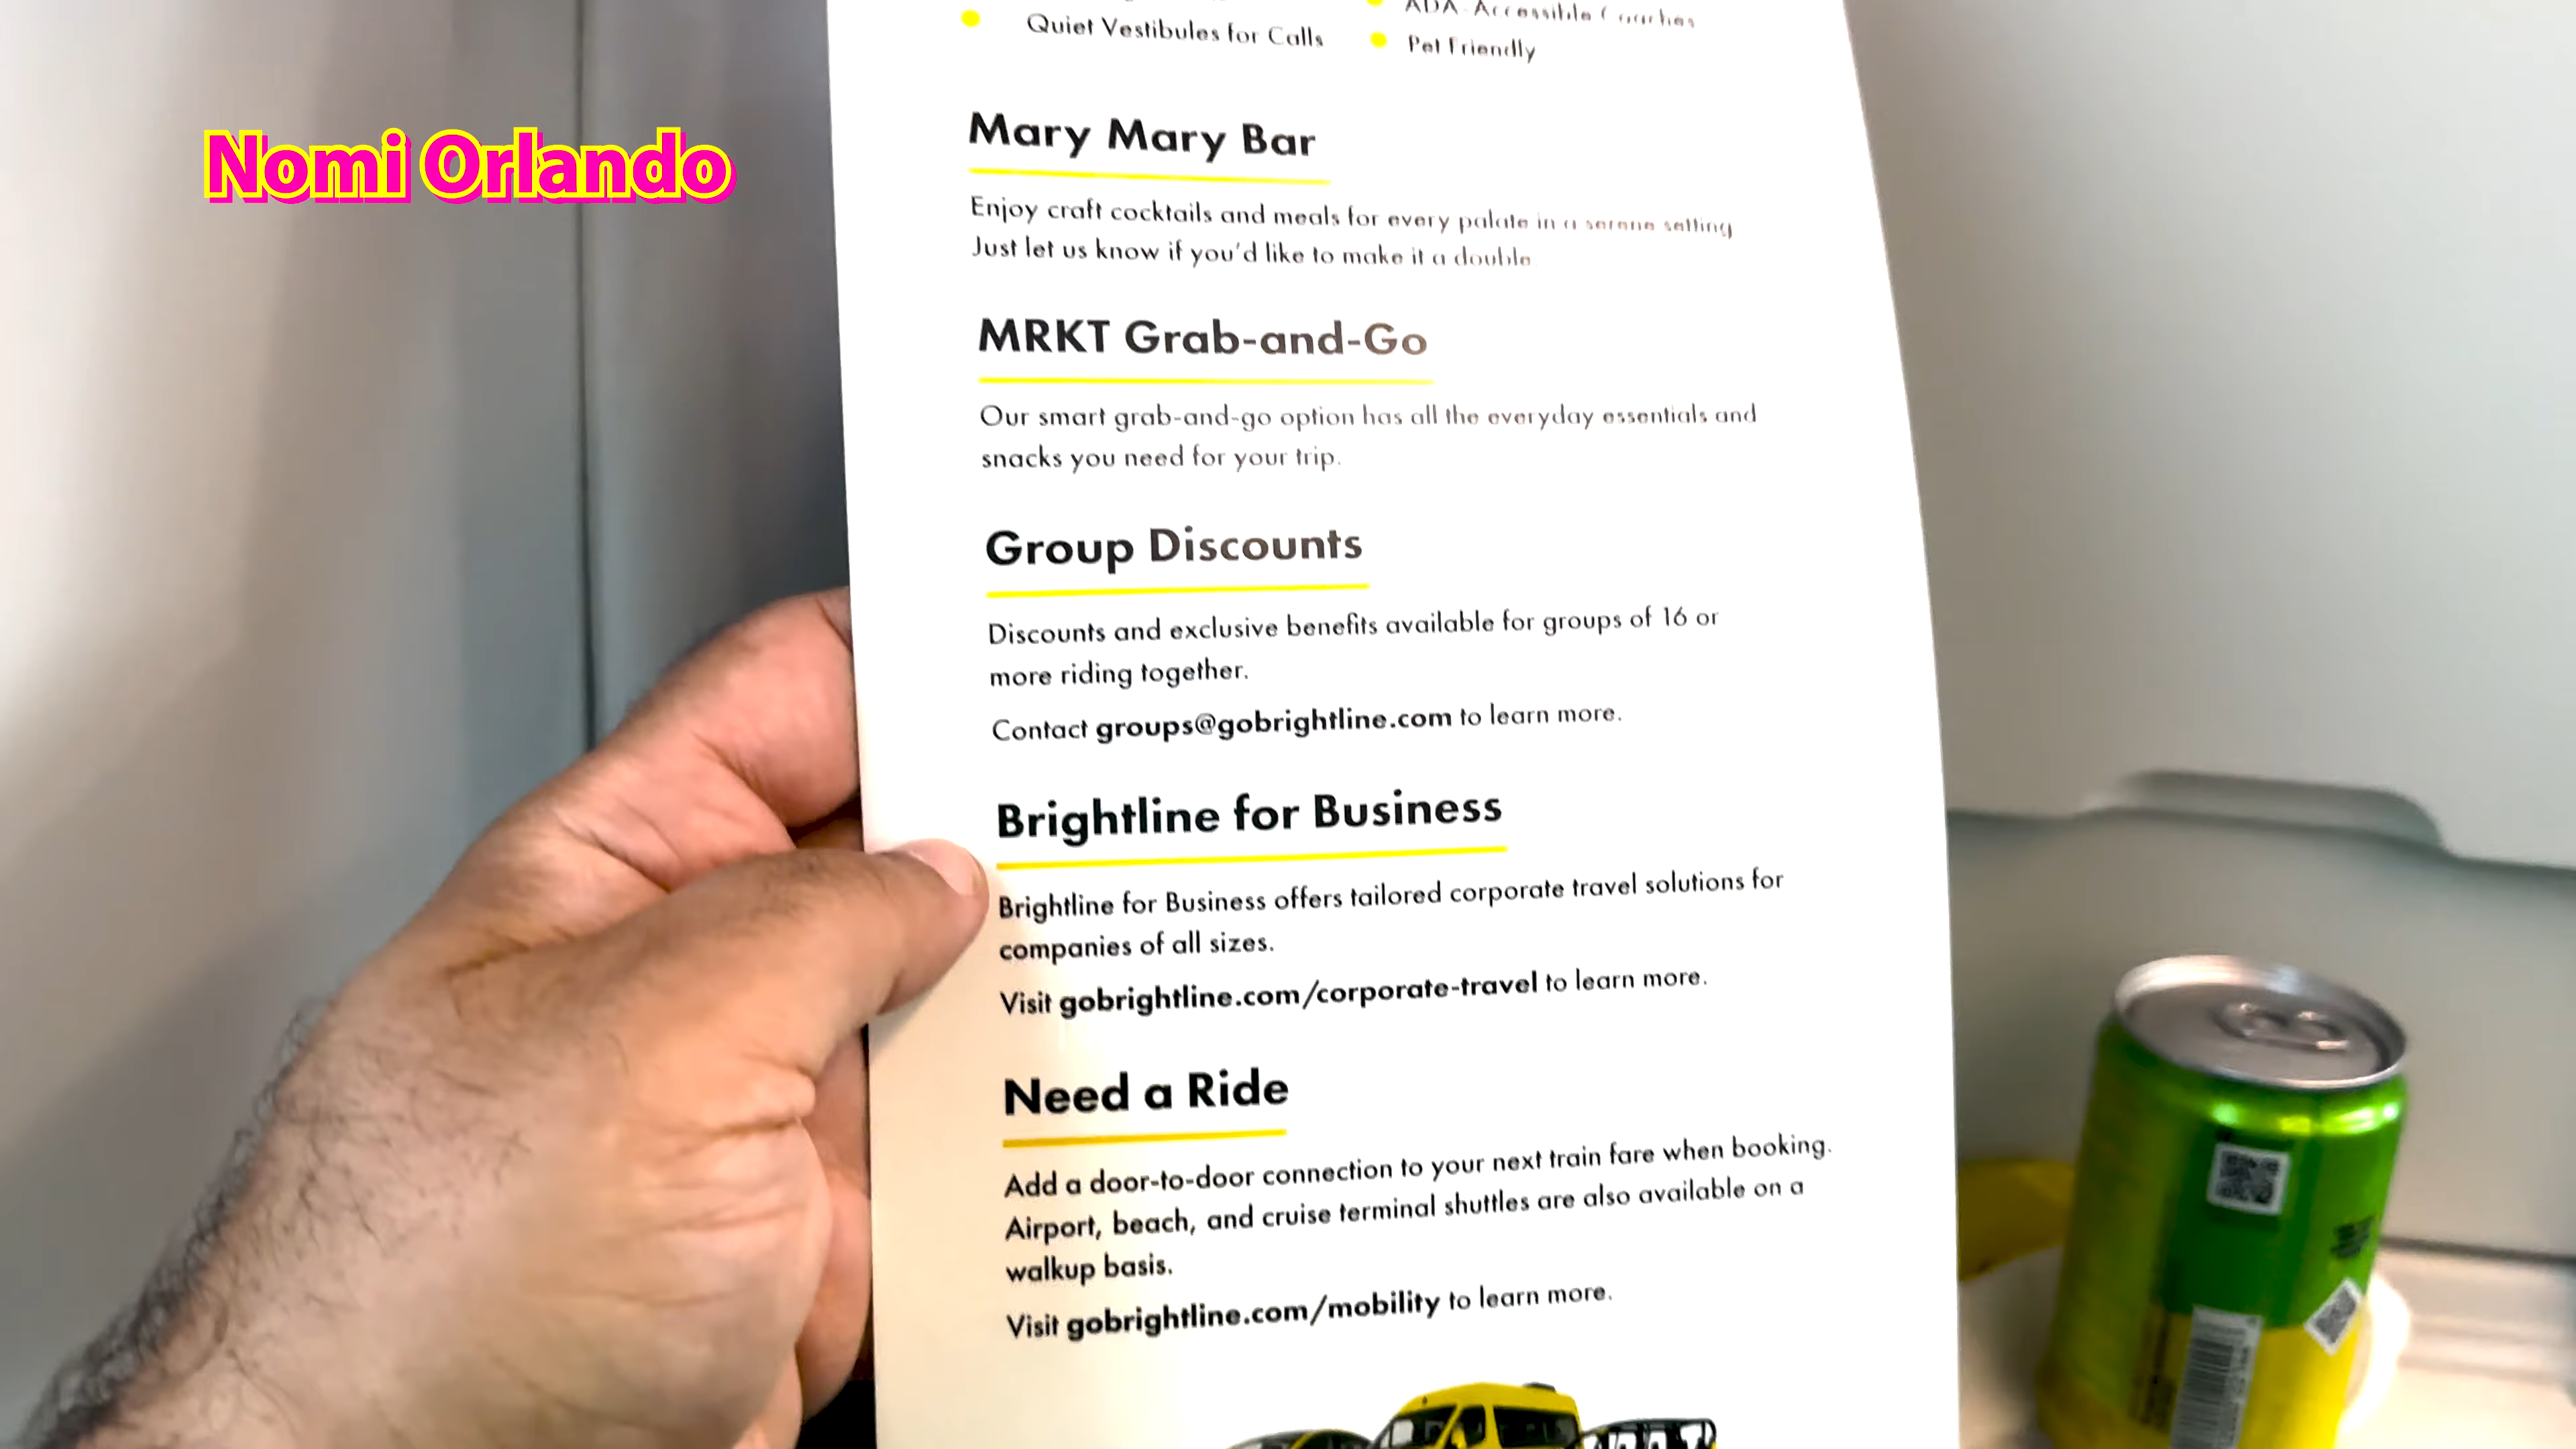 Nomi Orlando
Quiet Vestibules for Calls
ADA-Accessible Coaches
Pet Friendly
Mary Mary Bar
Enjoy craft cocktails and meals for every palate in a serene setting
Just let us know if you'd like to make it a double
MRKT Grab-and-Go
Our smart grab-and-go option has all the everyday essentials and
snacks you need for your trip.
Group Discounts
Discounts and exclusive benefits available for groups of 16 or
more riding together.
Contact groups@gobrightline.com to learn more.
Brightline for Business
Brightline for Business offers tailored corporate travel solutions for
companies of all sizes.
Visit gobrightline.com/corporate-travel to learn more.
Need a Ride
Add a door-to-door connection to your next train fare when booking.
Airport, beach, and cruise terminal shuttles are also available on a
walkup basis.
Visit gobrightline.com/mobility to learn more.